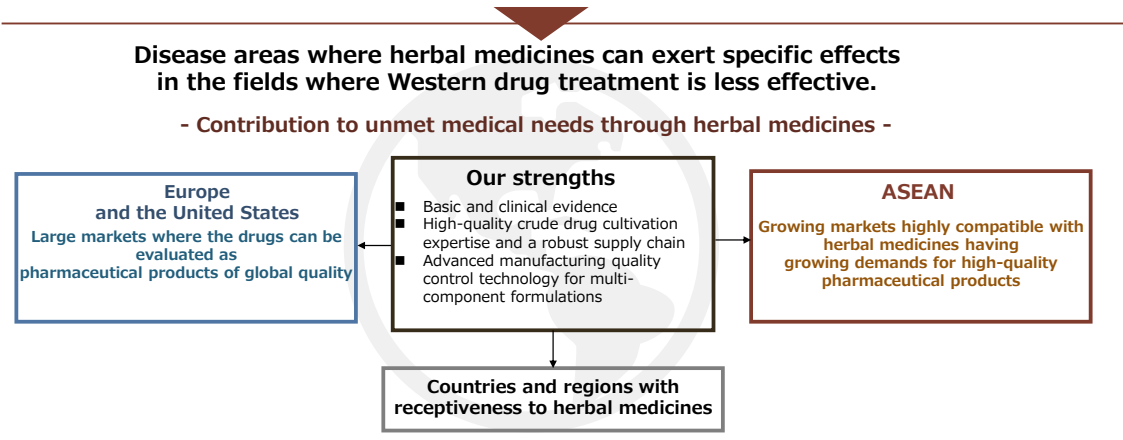 Disease areas where herbal medicines can exert specific effects
in the fields where Western drug treatment is less effective.
- Contribution to unmet medical needs through herbal medicines -
Europe
and the United States
Large markets where the drugs can be
evaluated as
pharmaceutical products of global quality
Our strengths
■ Basic and clinical evidence
■ High-quality crude drug cultivation
expertise and a robust supply chain
■ Advanced manufacturing quality
control technology for multi-
component formulations
ASEAN
Growing markets highly compatible with
herbal medicines having
growing demands for high-quality
pharmaceutical products
Countries and regions with
receptiveness to herbal medicines